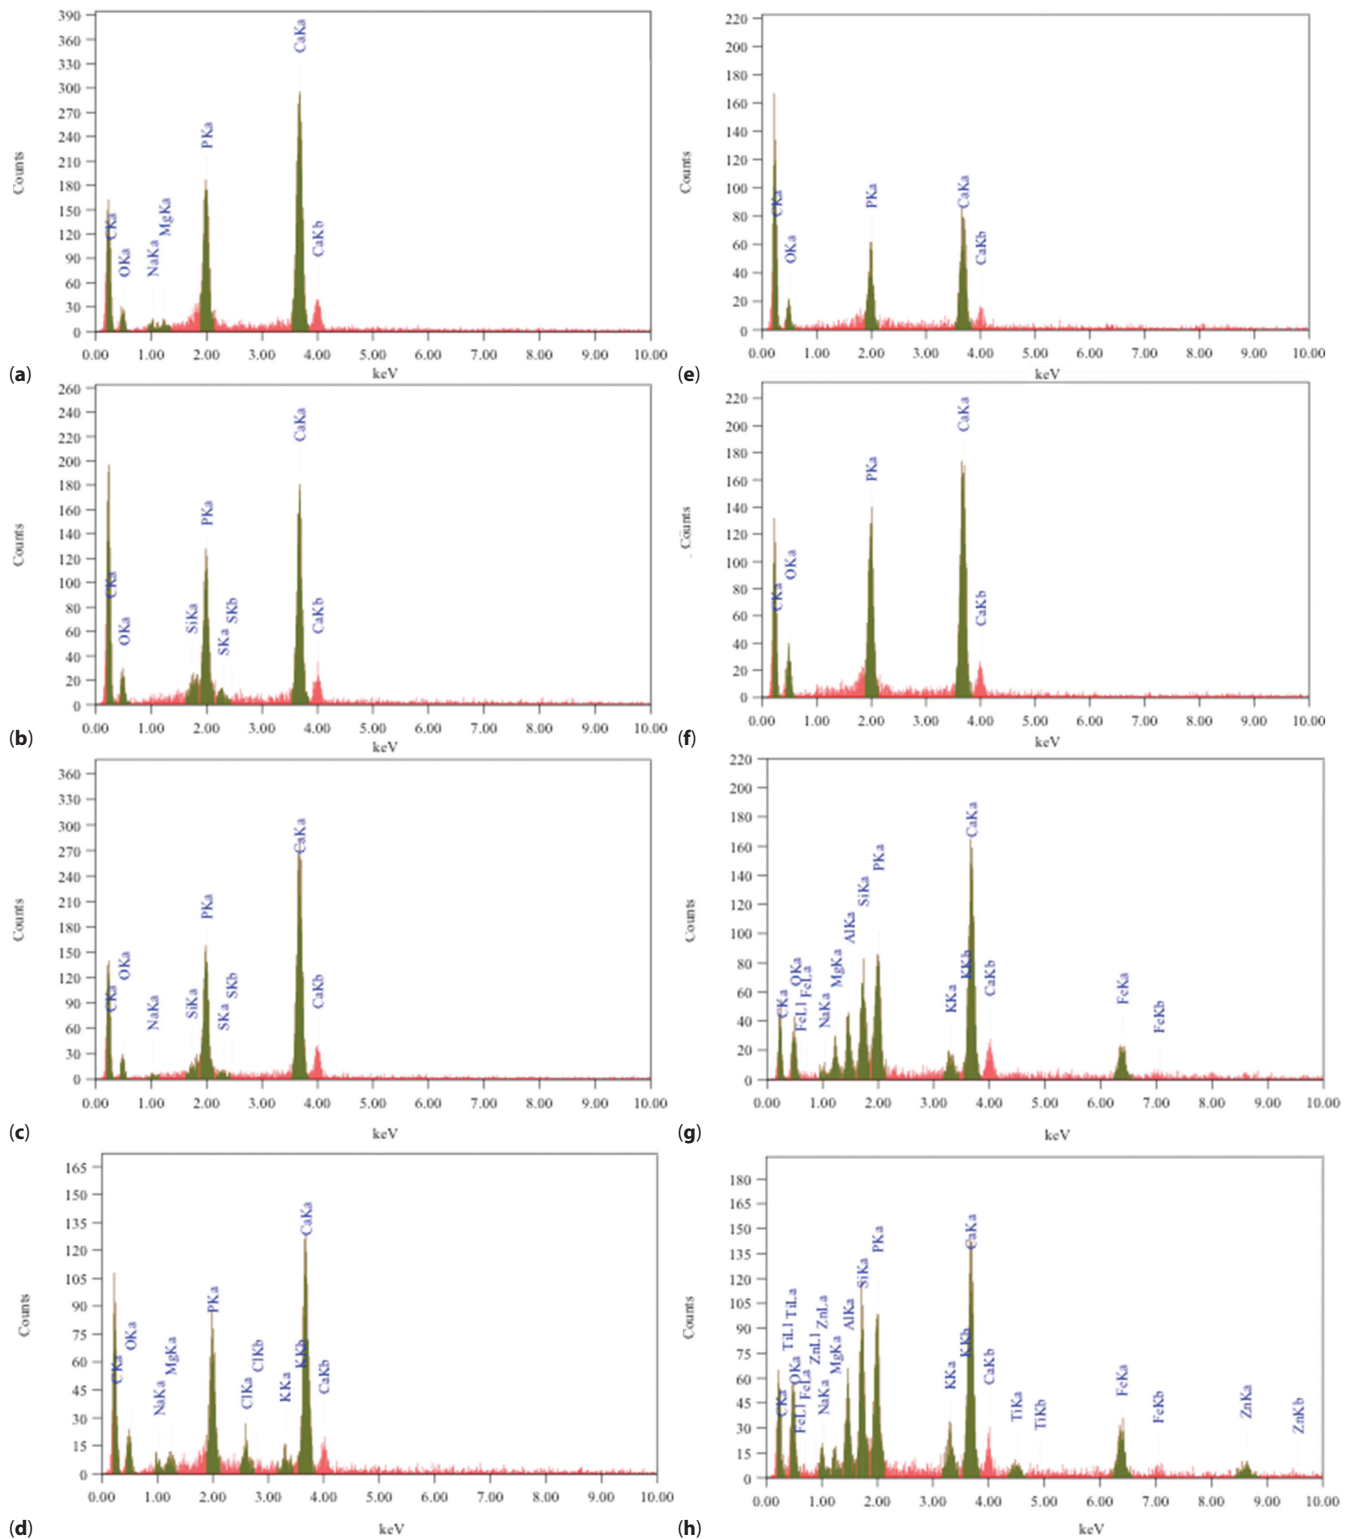 390
360
330
300
270
240
210
180
150
120
90
60
30
0
Counts
CKa
OKa
NaKa
MgKa
PKa
CaKa
CaKb
0.00 1.00 2.00 3.00 4.00 5.00 6.00 7.00 8.00 9.00 10.00
keV
(a)
220
200
180
160
140
120
100
80
60
40
20
0
Counts
CKa
OKa
PKa
CaKa
CaKb
0.00 1.00 2.00 3.00 4.00 5.00 6.00 7.00 8.00 9.00 10.00
keV
(e)
260
240
220
200
180
160
140
120
100
80
60
40
20
0
Counts
CKa
OKa
SiKa
PKa
SKa
SKb
CaKa
CaKb
0.00 1.00 2.00 3.00 4.00 5.00 6.00 7.00 8.00 9.00 10.00
keV
(b)
220
200
180
160
140
120
100
80
60
40
20
0
Counts
CKa
OKa
PKa
CaKa
CaKb
0.00 1.00 2.00 3.00 4.00 5.00 6.00 7.00 8.00 9.00 10.00
keV
(f)
360
330
300
270
240
210
180
150
120
90
60
30
0
Counts
CKa
OKa
NaKa
SiKa
PKa
SKa
SKb
CaKa
CaKb
0.00 1.00 2.00 3.00 4.00 5.00 6.00 7.00 8.00 9.00 10.00
keV
(c)
220
200
180
160
140
120
100
80
60
40
20
0
Counts
CKa
OKa
FeLl
FeLa
NaKa
MgKa
AlKa
SiKa
PKa
KKa
KKb
CaKa
CaKb
FeKa
FeKb
0.00 1.00 2.00 3.00 4.00 5.00 6.00 7.00 8.00 9.00 10.00
keV
(g)
165
150
135
120
105
90
75
60
45
30
15
0
Counts
CKa
OKa
NaKa
MgKa
PKa
ClKa
ClKb
KKa
KKb
CaKa
CaKb
0.00 1.00 2.00 3.00 4.00 5.00 6.00 7.00 8.00 9.00 10.00
keV
(d)
180
165
150
135
120
105
90
75
60
45
30
15
0
Counts
CKa
TiLl
TiLa
OKa
FeLl
FeLa
ZnLl
ZnLa
NaKa
MgKa
AlKa
SiKa
PKa
KKa
KKb
CaKa
CaKb
TiKa
TiKb
FeKa
FeKb
ZnKa
ZnKb
0.00 1.00 2.00 3.00 4.00 5.00 6.00 7.00 8.00 9.00 10.00
keV
(h)